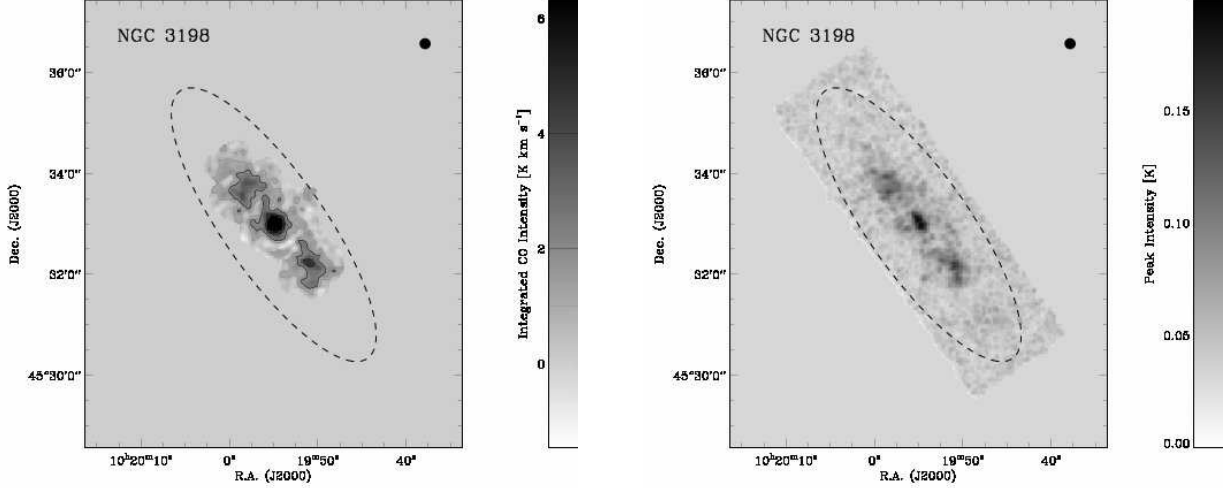 NGC 3198
36'0"
34'0"
32'0"
45°30'0"
Dec. (J2000)
10ʰ20ᵐ10ˢ 0ˢ 19ᵐ50ˢ 40ˢ
R.A. (J2000)
6
4
2
0
Integrated CO Intensity [K km s⁻¹]
NGC 3198
36'0"
34'0"
32'0"
45°30'0"
Dec. (J2000)
10ʰ20ᵐ10ˢ 0ˢ 19ᵐ50ˢ 40ˢ
R.A. (J2000)
0.15
0.10
0.05
0.00
Peak Intensity [K]